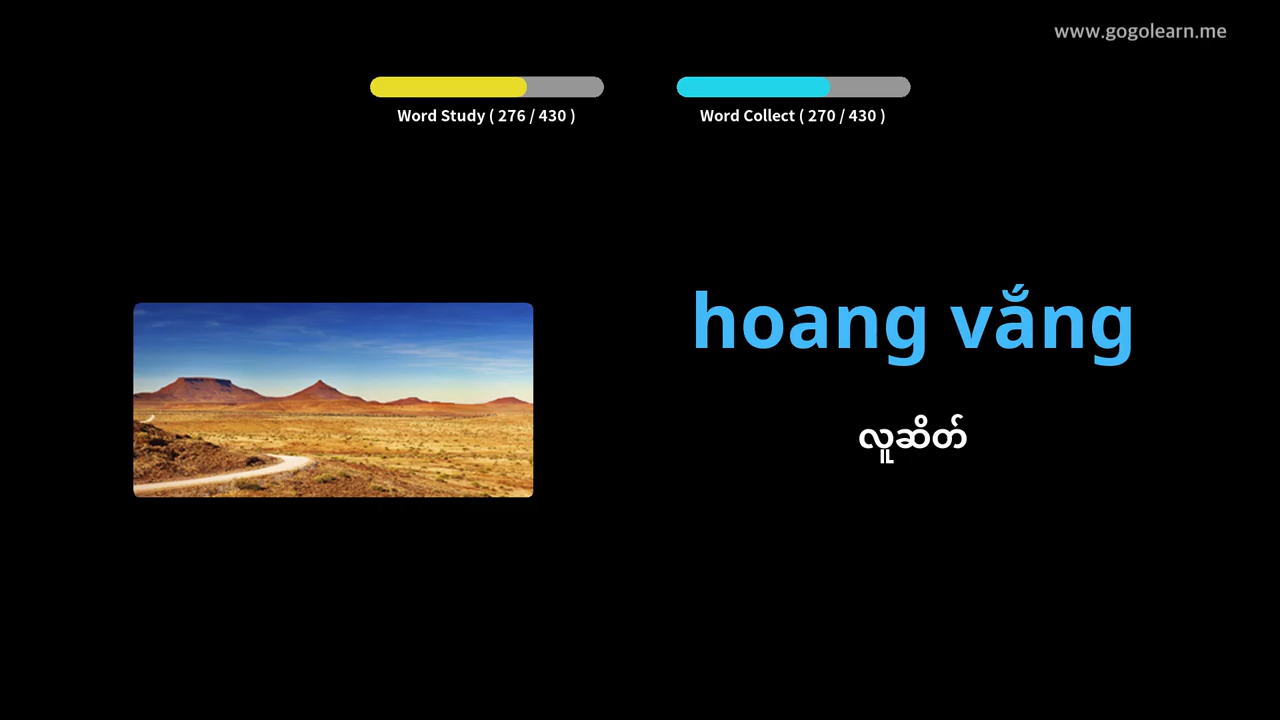 www.gogolearn.me
Word Study ( 276 / 430 )
Word Collect ( 270 / 430 )
hoang vắng
လူဆိတ်